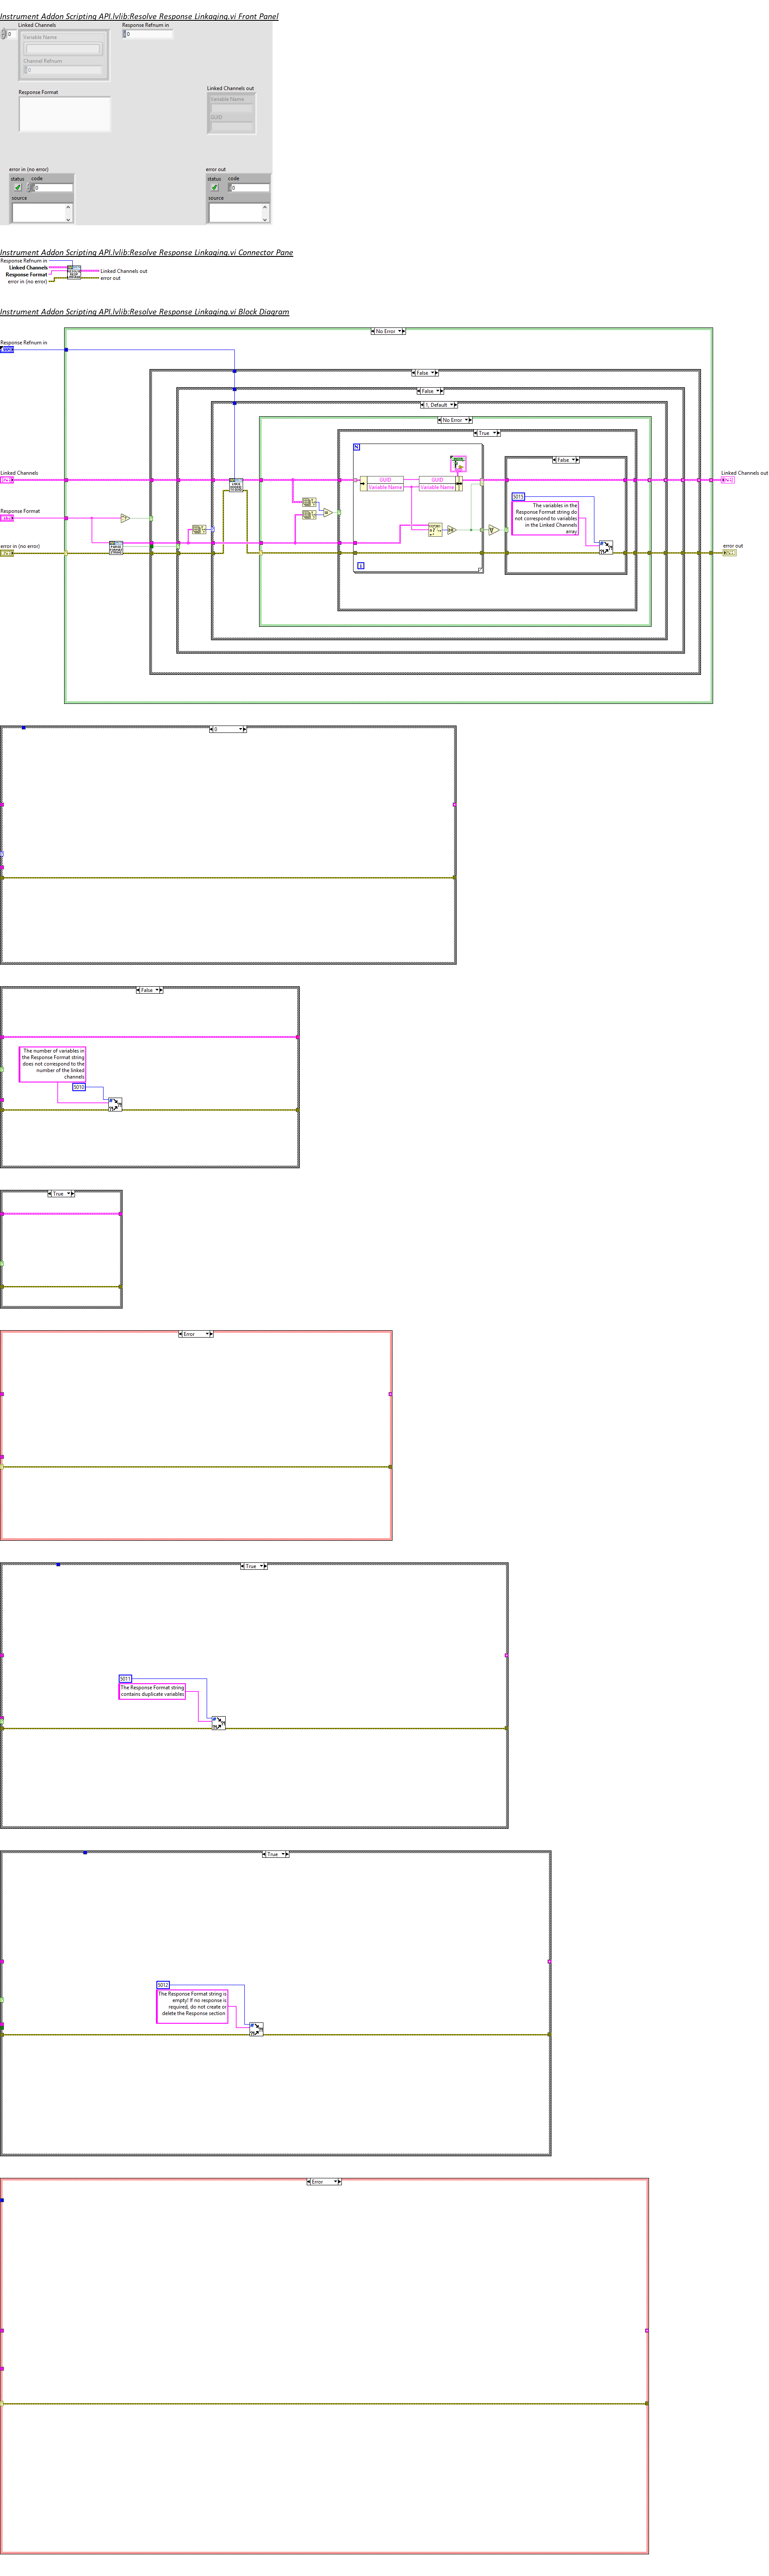 Instrument Addon Scripting API.lvlib:Resolve Response Linkaging.vi Front Panel
Linked Channels
Response Refnum in
0
0
Variable Name
Channel Refnum
0
Response Format
Linked Channels out
Variable Name
GUID
error in (no error)
error out
status code
status code
0
0
source
source
Instrument Addon Scripting API.lvlib:Resolve Response Linkaging.vi Connector Pane
Response Refnum in
Linked Channels
Response Format
error in (no error)
Linked Channels out
error out
Instrument Addon Scripting API.lvlib:Resolve Response Linkaging.vi Block Diagram
No Error
Response Refnum in
False
False
1, Default
No Error
True
N
False
Linked Channels
Linked Channels out
GUID
GUID
Variable Name
Variable Name
5015
The variables in the
Response Format string do
not correspond to variables
in the Linked Channels
array
Response Format
error in (no error)
error out
i
0
False
The number of variables in
the Response Format string
does not correspond to the
number of the linked
channels
5010
True
Error
True
5011
The Response Format string
contains duplicate variables
True
5012
The Response Format string is
empty! If no response is
required, do not create or
delete the Response section
Error